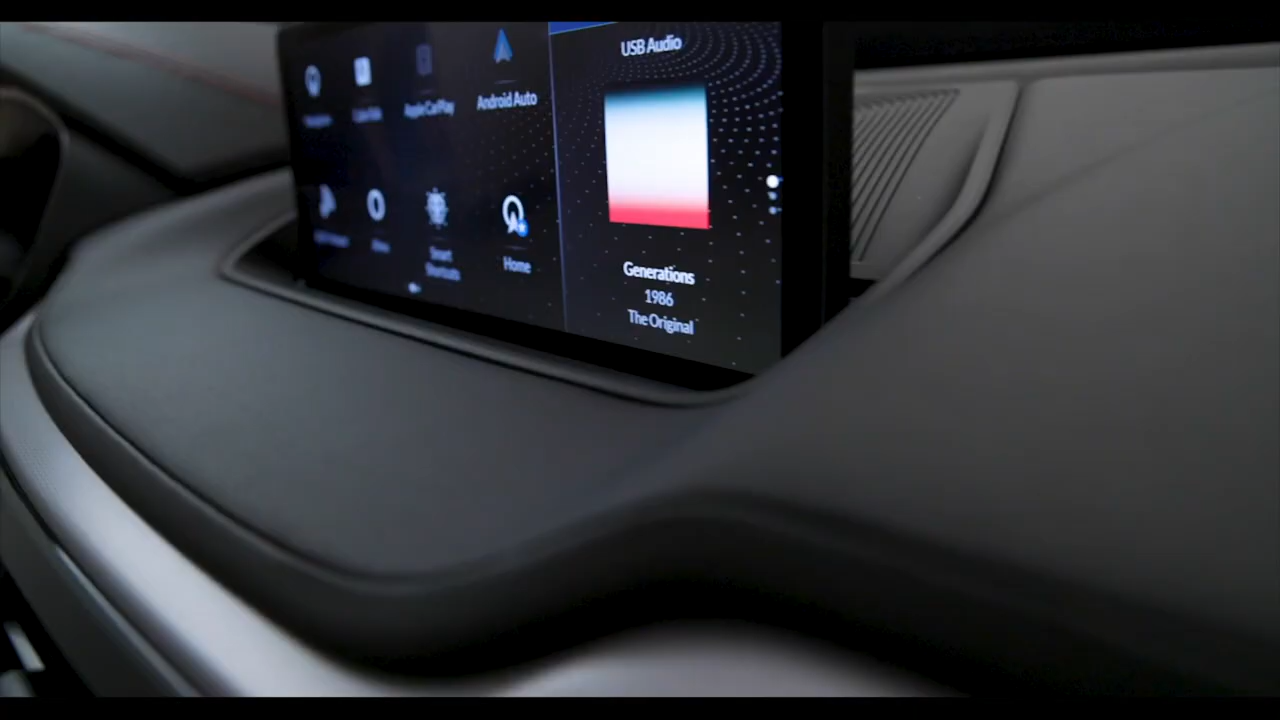 USB Audio
Apple CarPlay
Android Auto
Smart
Shortcuts
Home
Generations
1986
The Original